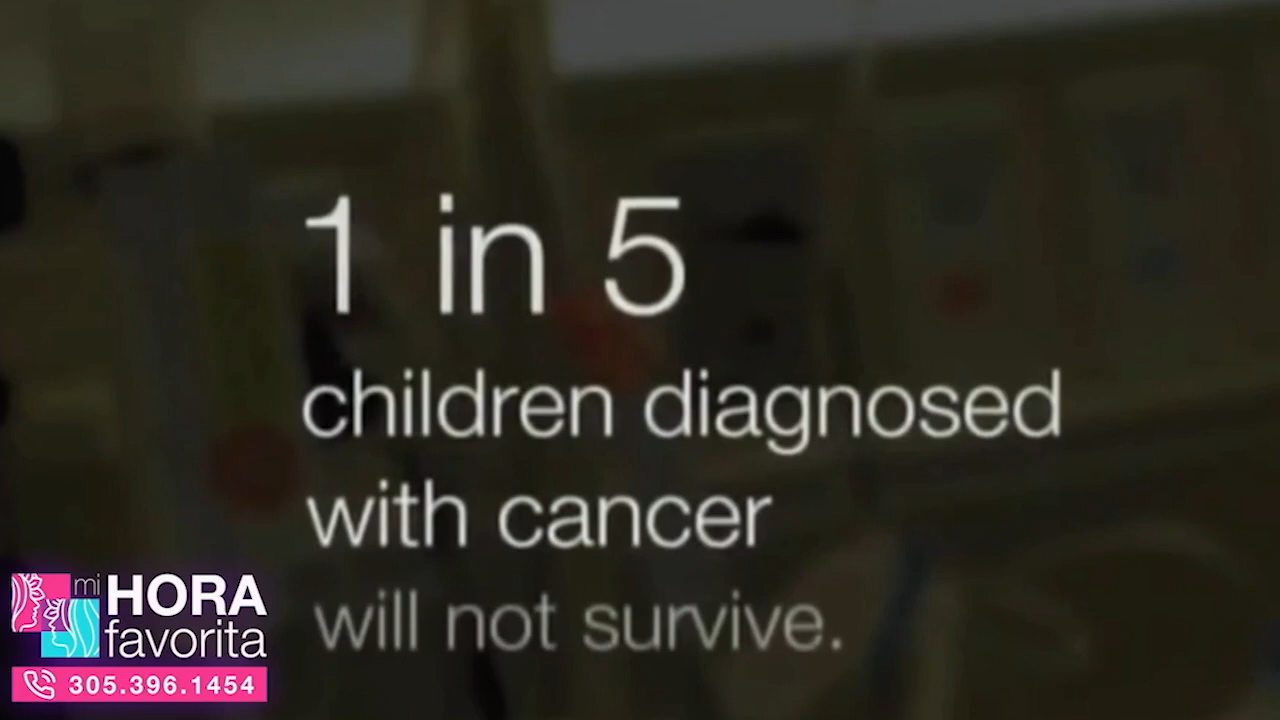 1 in 5
children diagnosed
with cancer
will not survive.
mi HORA
favorita
305.396.1454